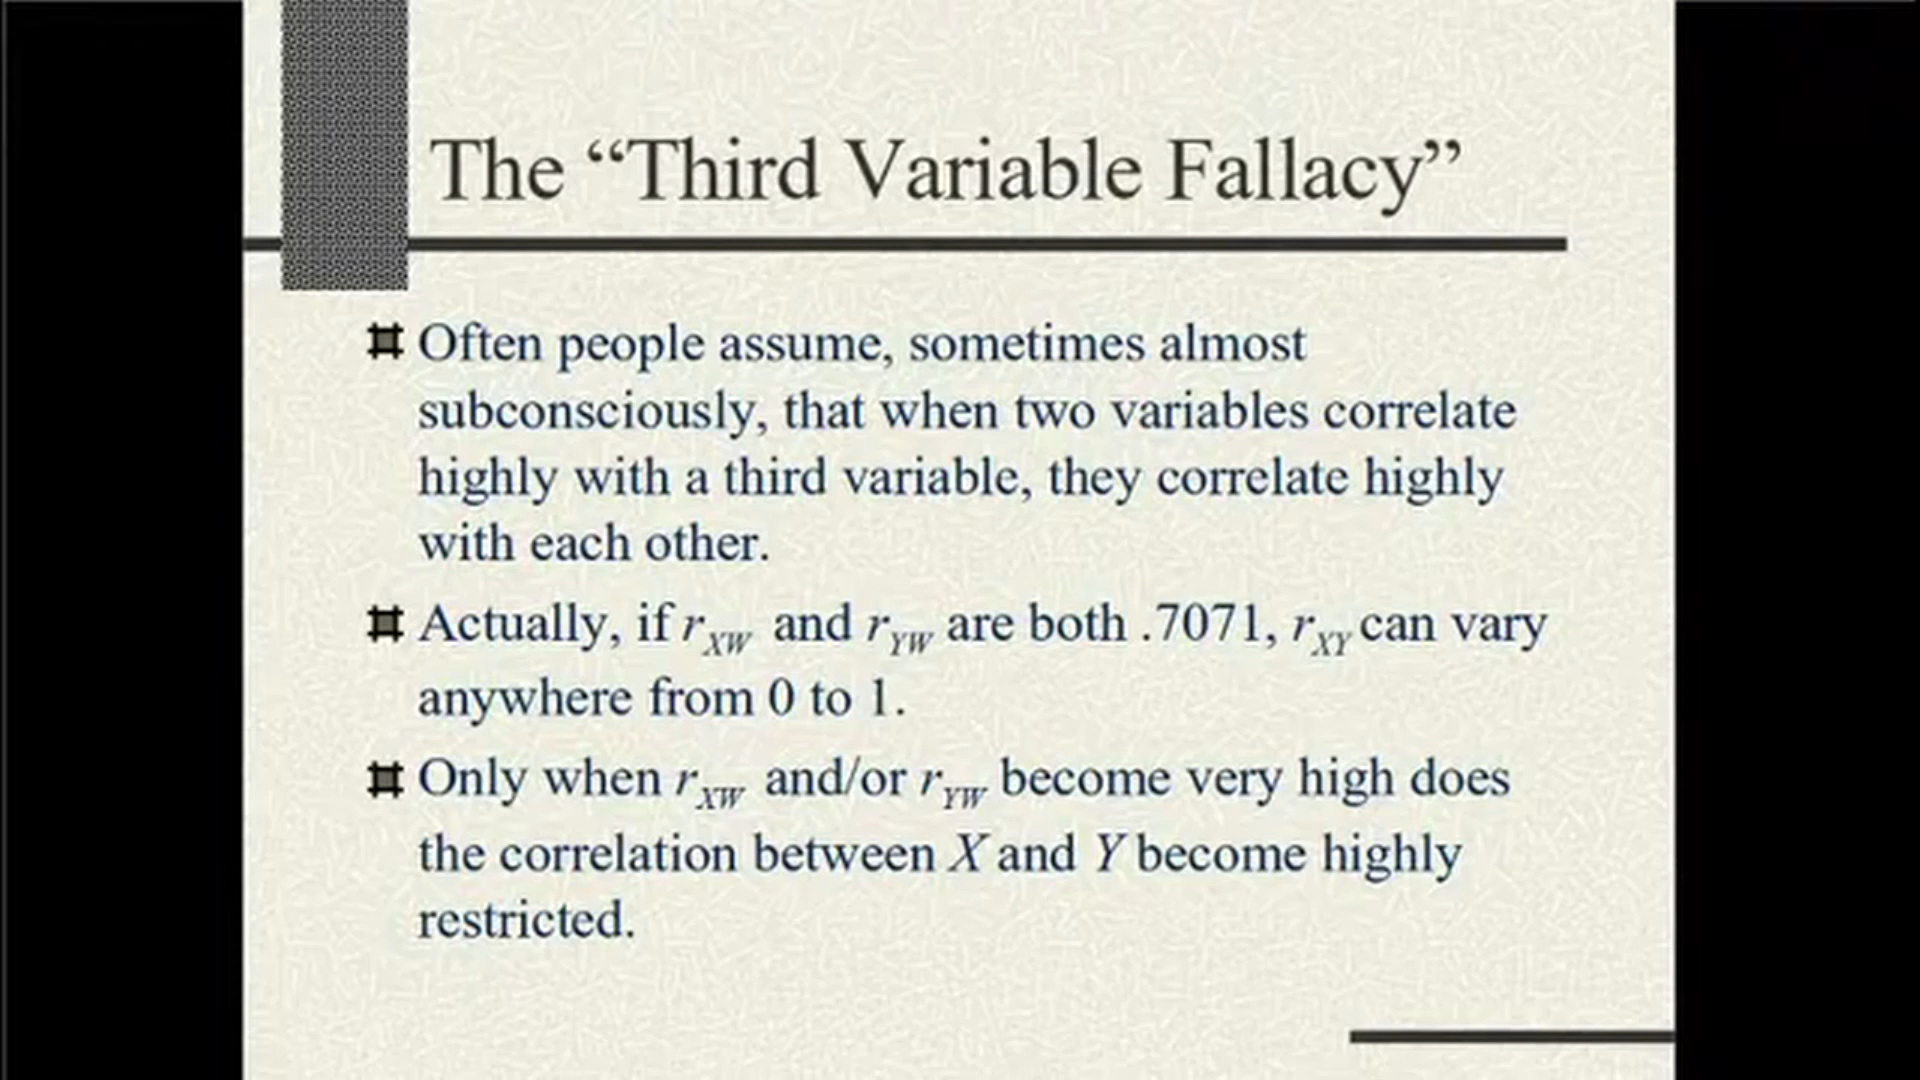 The “Third Variable Fallacy”
Often people assume, sometimes almost
subconsciously, that when two variables correlate
highly with a third variable, they correlate highly
with each other.
Actually, if r_XW and r_YW are both .7071, r_XY can vary
anywhere from 0 to 1.
Only when r_XW and/or r_YW become very high does
the correlation between X and Y become highly
restricted.